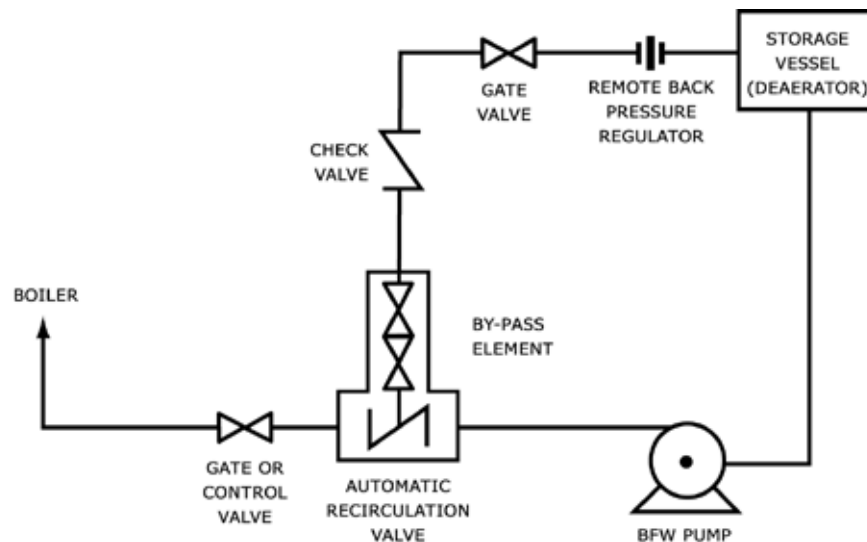 STORAGE
VESSEL
(DEAERATOR)
GATE
VALVE
REMOTE BACK
PRESSURE
REGULATOR
CHECK
VALVE
BOILER
BY-PASS
ELEMENT
GATE OR
CONTROL
VALVE
AUTOMATIC
RECIRCULATION
VALVE
BFW PUMP